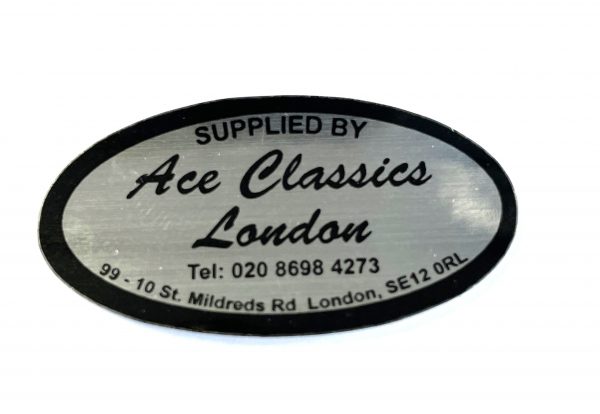 SUPPLIED BY
Ace Classics
London
Tel: 020 8698 4273
99 - 10 St. Mildreds Rd London, SE12 0RL